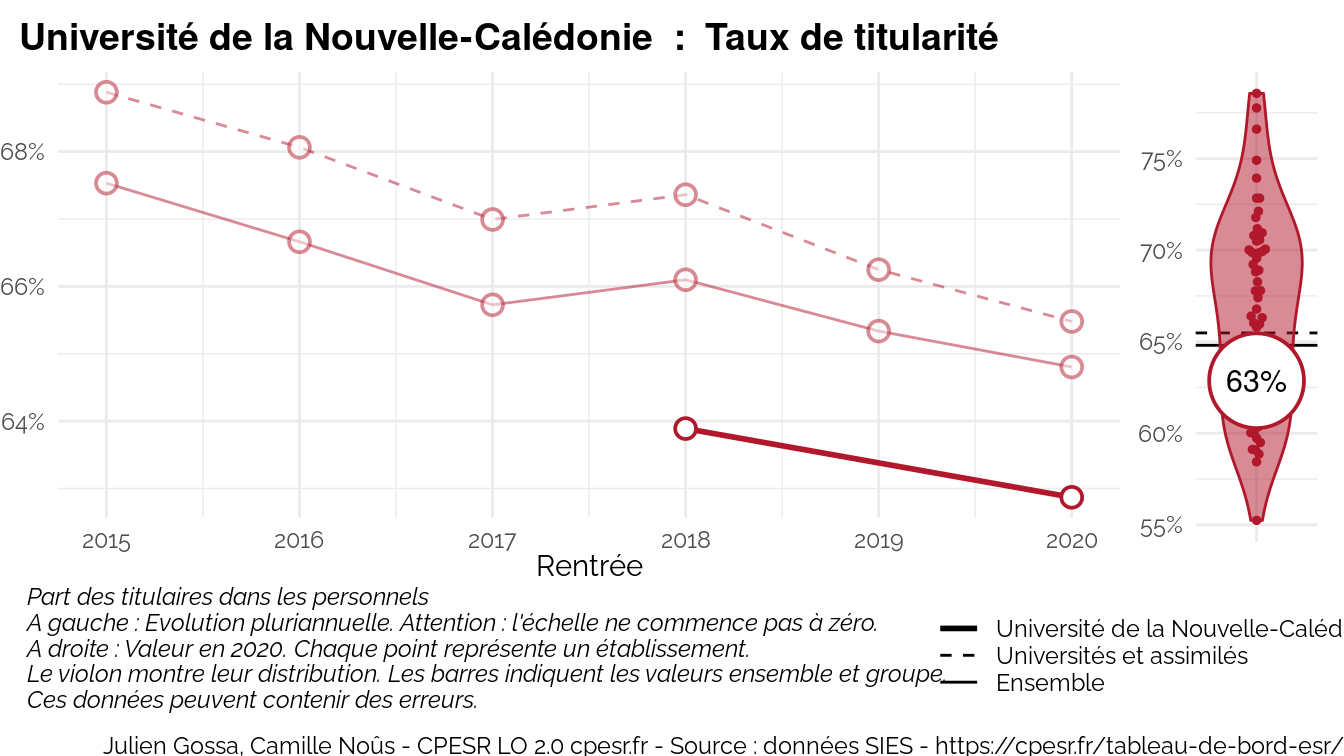 Université de la Nouvelle-Calédonie  :  Taux de titularité
68%
66%
64%
2015 2016 2017 2018 2019 2020
Rentrée
75%
70%
65%
63%
60%
55%
Part des titulaires dans les personnels
A gauche : Evolution pluriannuelle. Attention : l'échelle ne commence pas à zéro.
A droite : Valeur en 2020. Chaque point représente un établissement.
Le violon montre leur distribution. Les barres indiquent les valeurs ensemble et groupe.
Ces données peuvent contenir des erreurs.
Université de la Nouvelle-Caléd
Universités et assimilés
Ensemble
Julien Gossa, Camille Noûs - CPESR LO 2.0 cpesr.fr - Source : données SIES - https://cpesr.fr/tableau-de-bord-esr/